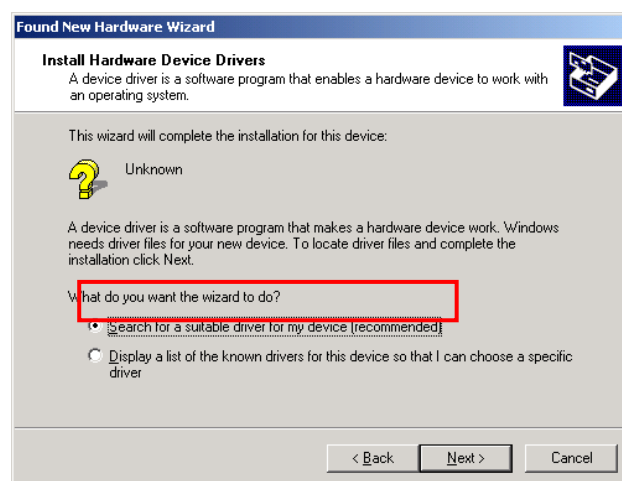 Found New Hardware Wizard
Install Hardware Device Drivers
A device driver is a software program that enables a hardware device to work with
an operating system.
This wizard will complete the installation for this device:
Unknown
A device driver is a software program that makes a hardware device work. Windows
needs driver files for your new device. To locate driver files and complete the
installation click Next.
What do you want the wizard to do?
Search for a suitable driver for my device (recommended)
Display a list of the known drivers for this device so that I can choose a specific
driver
< Back
Next >
Cancel